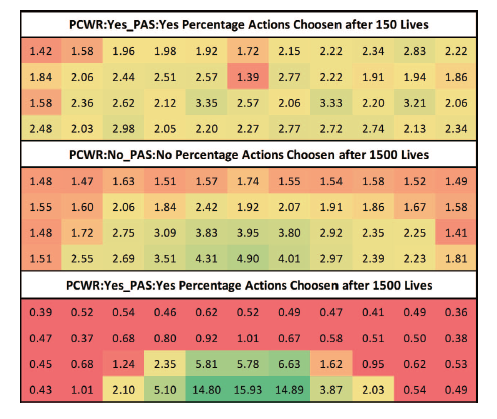 PCWR:Yes_PAS:Yes Percentage Actions Choosen after 150 Lives
1.42 1.58 1.96 1.98 1.92 1.72 2.15 2.22 2.34 2.83 2.22
1.84 2.06 2.44 2.51 2.57 1.39 2.77 2.22 1.91 1.94 1.86
1.58 2.36 2.62 2.12 3.35 2.57 2.06 3.33 2.20 3.21 2.06
2.48 2.03 2.98 2.05 2.20 2.27 2.77 2.72 2.74 2.13 2.34
PCWR:No_PAS:No Percentage Actions Choosen after 1500 Lives
1.48 1.47 1.63 1.51 1.57 1.74 1.55 1.54 1.58 1.52 1.49
1.55 1.60 2.06 1.84 2.42 1.92 2.07 1.91 1.86 1.67 1.58
1.48 1.72 2.75 3.09 3.83 3.95 3.80 2.92 2.35 2.25 1.41
1.51 2.55 2.69 3.51 4.31 4.90 4.01 2.97 2.39 2.23 1.81
PCWR:Yes_PAS:Yes Percentage Actions Choosen after 1500 Lives
0.39 0.52 0.54 0.46 0.62 0.52 0.49 0.47 0.41 0.49 0.36
0.47 0.37 0.68 0.80 0.92 1.01 0.67 0.58 0.51 0.50 0.38
0.45 0.68 1.24 2.35 5.81 5.78 6.63 1.62 0.95 0.62 0.53
0.43 1.01 2.10 5.10 14.80 15.93 14.89 3.87 2.03 0.54 0.49